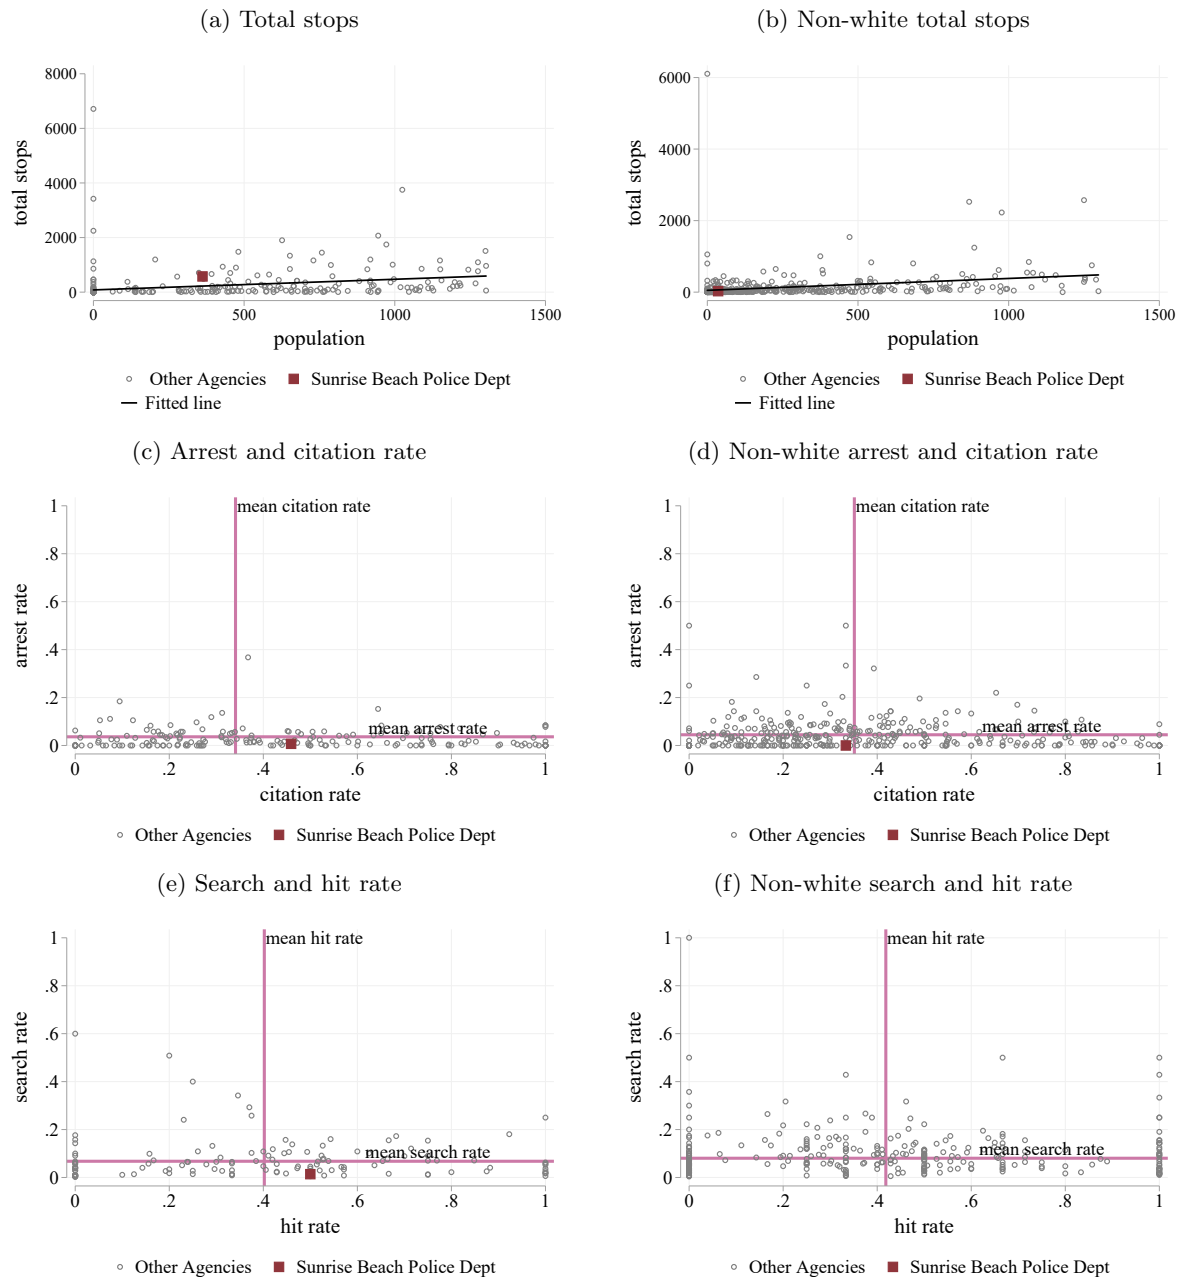 (a) Total stops
(b) Non-white total stops
total stops
8000
6000
4000
2000
0
0 500 1000 1500
population
Other Agencies Sunrise Beach Police Dept
Fitted line
total stops
6000
4000
2000
0
0 500 1000 1500
population
Other Agencies Sunrise Beach Police Dept
Fitted line
(c) Arrest and citation rate
(d) Non-white arrest and citation rate
mean citation rate
arrest rate
1
.8
.6
.4
.2
0
mean arrest rate
0 .2 .4 .6 .8 1
citation rate
Other Agencies Sunrise Beach Police Dept
mean citation rate
arrest rate
1
.8
.6
.4
.2
0
mean arrest rate
0 .2 .4 .6 .8 1
citation rate
Other Agencies Sunrise Beach Police Dept
(e) Search and hit rate
(f) Non-white search and hit rate
mean hit rate
search rate
1
.8
.6
.4
.2
0
mean search rate
0 .2 .4 .6 .8 1
hit rate
Other Agencies Sunrise Beach Police Dept
mean hit rate
search rate
1
.8
.6
.4
.2
0
mean search rate
0 .2 .4 .6 .8 1
hit rate
Other Agencies Sunrise Beach Police Dept